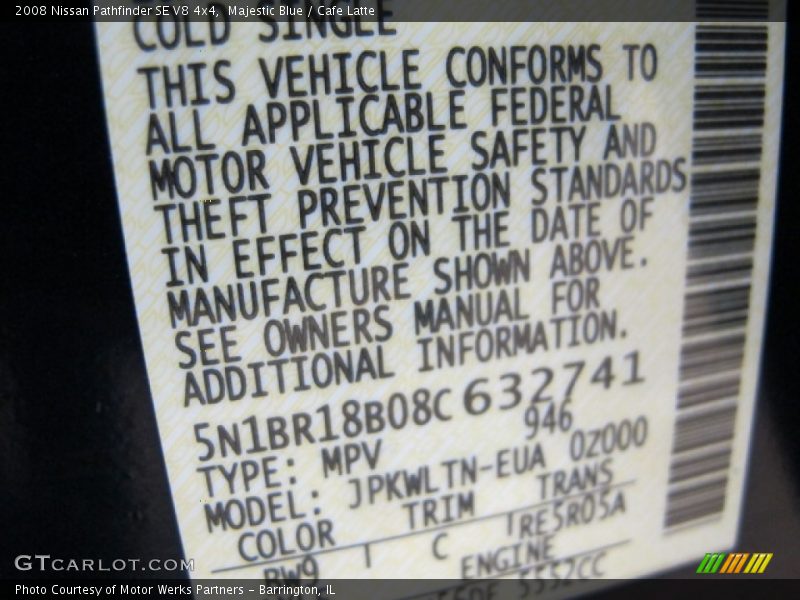 2008 Nissan Pathfinder SE V8 4x4, Majestic Blue / Cafe Latte
COLD SINGLE
THIS VEHICLE CONFORMS TO
ALL APPLICABLE FEDERAL
MOTOR VEHICLE SAFETY AND
THEFT PREVENTION STANDARDS
IN EFFECT ON THE DATE OF
MANUFACTURE SHOWN ABOVE.
SEE OWNERS MANUAL FOR
ADDITIONAL INFORMATION.
5N1BR18B08C632741
TYPE: MPV 946
MODEL: JPKWLTN-EUA 0Z000
COLOR TRIM TRANS
BW9 C RE5R05A
ENGINE
5552CC
GTCARLOT.COM
Photo Courtesy of Motor Werks Partners – Barrington, IL